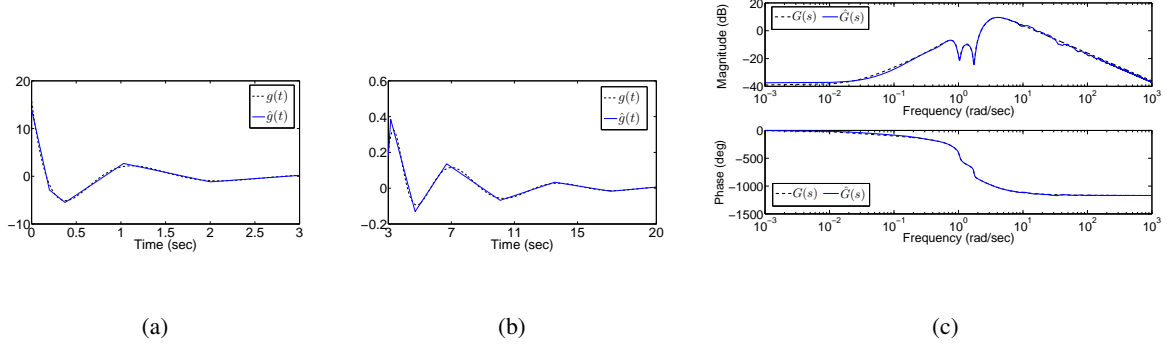 20
10
0
−10
0
0.5
1
1.5
2
2.5
3
Time (sec)
g(t)
ĝ(t)
(a)
0.6
0.4
0.2
0
−0.2
3
7
11
15
20
Time (sec)
g(t)
ĝ(t)
(b)
20
0
−20
−40
Magnitude (dB)
G(s) Ĝ(s)
10⁻³ 10⁻² 10⁻¹ 10⁰ 10¹ 10² 10³
Frequency (rad/sec)
0
−500
−1000
−1500
Phase (deg)
G(s) Ĝ(s)
10⁻³ 10⁻² 10⁻¹ 10⁰ 10¹ 10² 10³
Frequency (rad/sec)
(c)